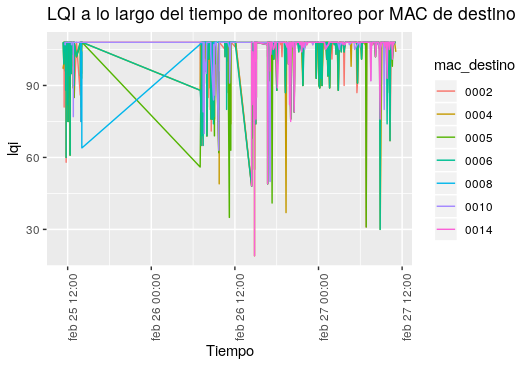 LQI a lo largo del tiempo de monitoreo por MAC de destino
lqi
90
60
30
feb 25 12:00
feb 26 00:00
feb 26 12:00
feb 27 00:00
feb 27 12:00
Tiempo
mac_destino
0002
0004
0005
0006
0008
0010
0014